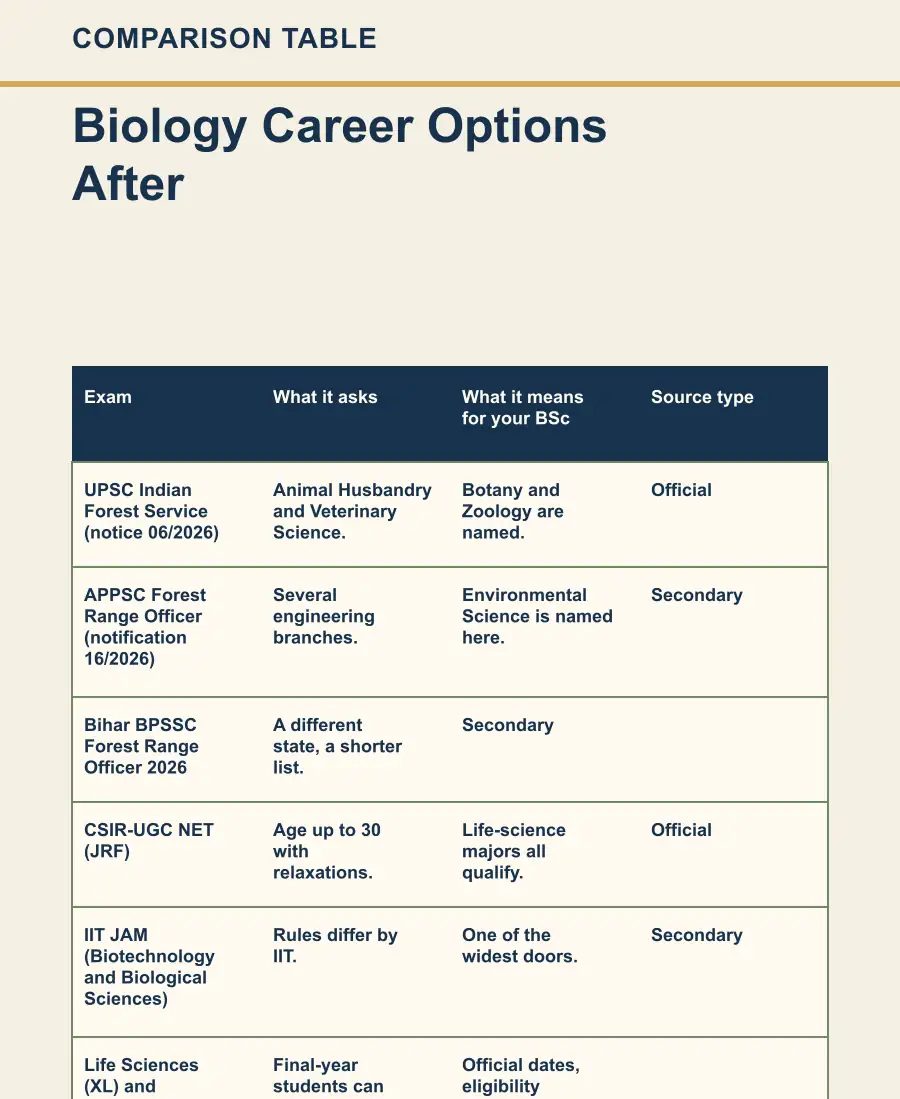 COMPARISON TABLE
Biology Career Options
After
Exam
What it asks
What it means
for your BSc
Source type
UPSC Indian
Forest Service
(notice 06/2026)
Animal Husbandry
and Veterinary
Science.
Botany and
Zoology are
named.
Official
APPSC Forest
Range Officer
(notification
16/2026)
Several
engineering
branches.
Environmental
Science is named
here.
Secondary
Bihar BPSSC
Forest Range
Officer 2026
A different
state, a shorter
list.
Secondary
CSIR-UGC NET
(JRF)
Age up to 30
with
relaxations.
Life-science
majors all
qualify.
Official
IIT JAM
(Biotechnology
and Biological
Sciences)
Rules differ by
IIT.
One of the
widest doors.
Secondary
Life Sciences
(XL) and
Final-year
students can
Official dates,
eligibility